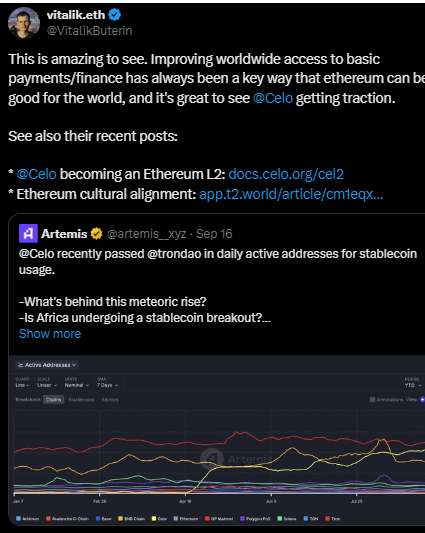 vitalik.eth
@VitalikButerin
This is amazing to see. Improving worldwide access to basic
payments/finance has always been a key way that ethereum can be
good for the world, and it's great to see @Celo getting traction.
See also their recent posts:
* @Celo becoming an Ethereum L2: docs.celo.org/cel2
* Ethereum cultural alignment: app.t2.world/article/cm1eqx...
Artemis @artemis__xyz · Sep 16
@Celo recently passed @trondao in daily active addresses for stablecoin
usage.
-What's behind this meteoric rise?
-Is Africa undergoing a stablecoin breakout?...
Show more
Active Addresses
CHART SCALE UNITS SMA PERIOD
Line Linear Nominal 7 Days YTD
Breakdown: Chains Stablecoins Annotations View:
Artemis
Jan 7 Feb 28 Apr 10 Jun 5 Jul 25
Arbitrum Avalanche C-Chain Base BNB Chain Celo Ethereum OP Mainnet Polygon PoS Solana TON Tron